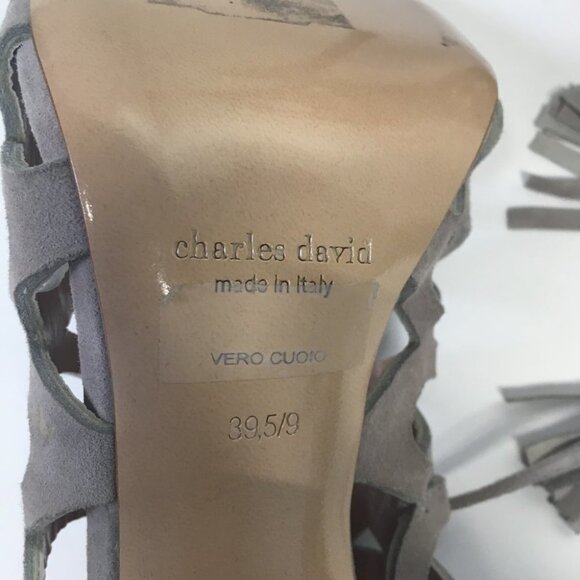 charles david
made in Italy
VERO CUOIO
39,5/9